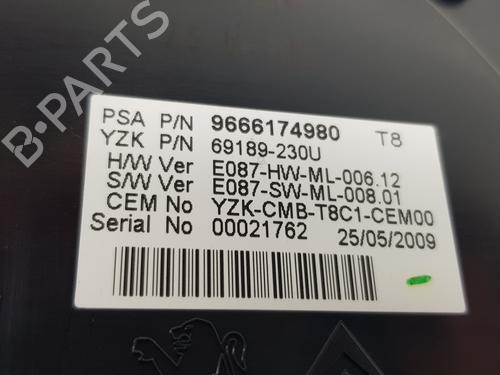 PSA P/N 9666174980 T8
YZK P/N 69189-230U
H/W Ver E087-HW-ML-006.12
S/W Ver E087-SW-ML-008.01
CEM No YZK-CMB-T8C1-CEM00
Serial No 00021762 25/05/2009
B-PARTS